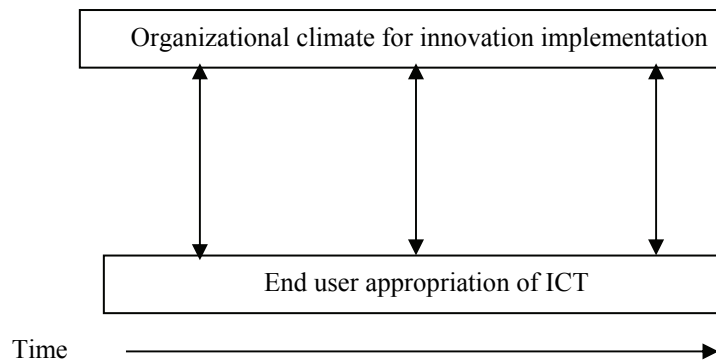 Organizational climate for innovation implementation
End user appropriation of ICT
Time